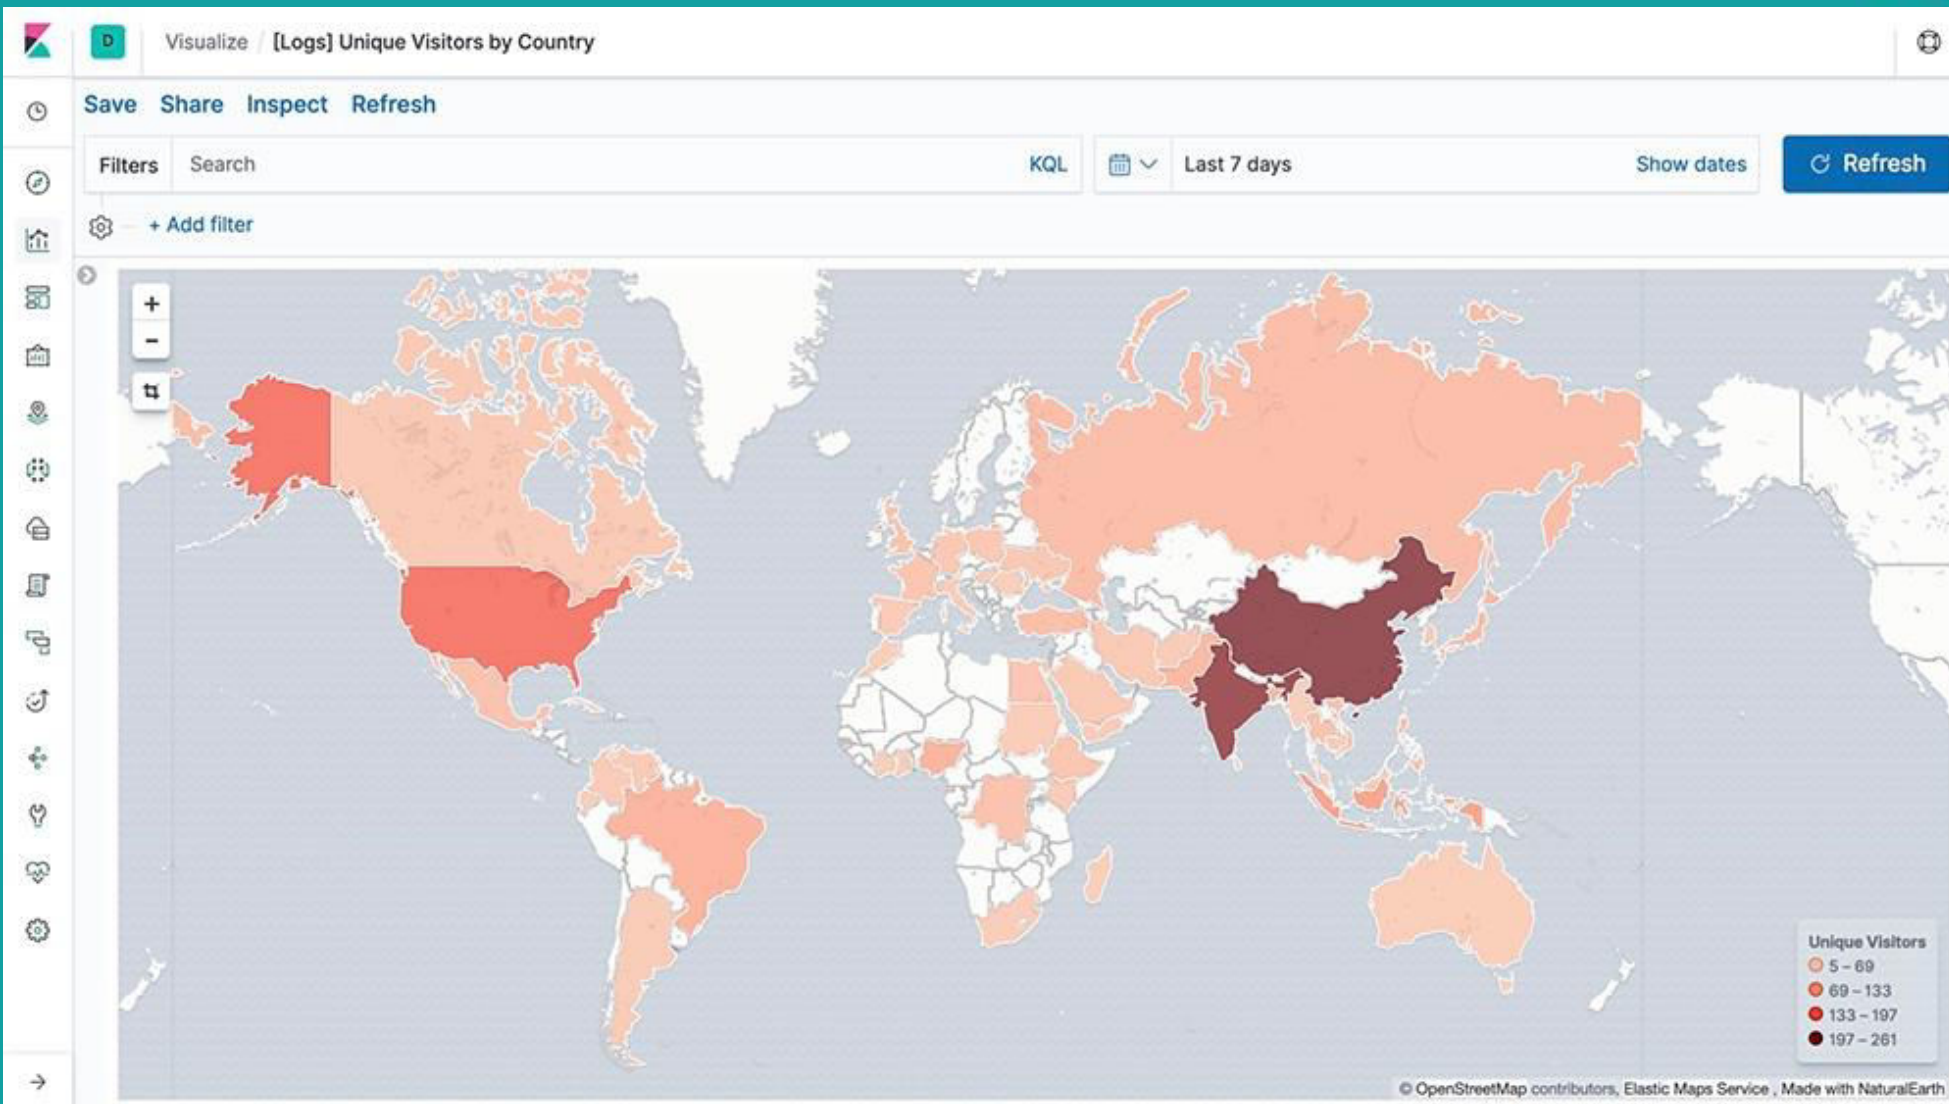 D Visualize / [Logs] Unique Visitors by Country
Save Share Inspect Refresh
Filters Search KQL Last 7 days Show dates Refresh
+ Add filter
+
−
Unique Visitors
5 – 69
69 – 133
133 – 197
197 – 261
© OpenStreetMap contributors, Elastic Maps Service , Made with NaturalEarth